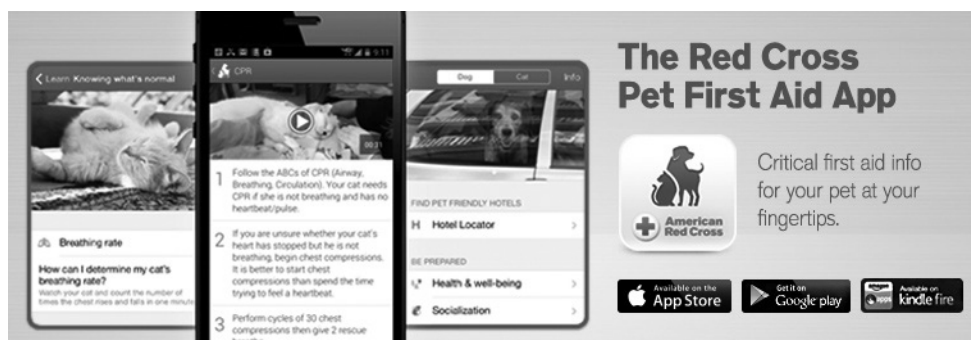 Learn Knowing what's normal
Breathing rate
How can I determine my cat's
breathing rate?
Watch your cat and count the number of
times the chest rises and falls in one minute
9:11
CPR
00:21
1 Follow the ABCs of CPR (Airway,
Breathing, Circulation). Your cat needs
CPR if she is not breathing and has no
heartbeat/pulse.
2 If you are unsure whether your cat's
heart has stopped but he is not
breathing, begin chest compressions.
It is better to start chest
compressions than spend the time
trying to feel a heartbeat.
3 Perform cycles of 30 chest
compressions then give 2 rescue
Dog Cat Info
FIND PET FRIENDLY HOTELS
H Hotel Locator
BE PREPARED
Health & well-being
Socialization
The Red Cross
Pet First Aid App
American
Red Cross
Critical first aid info
for your pet at your
fingertips.
Available on the
App Store
Get it on
Google play
amazon
apps
Available on
kindle fire